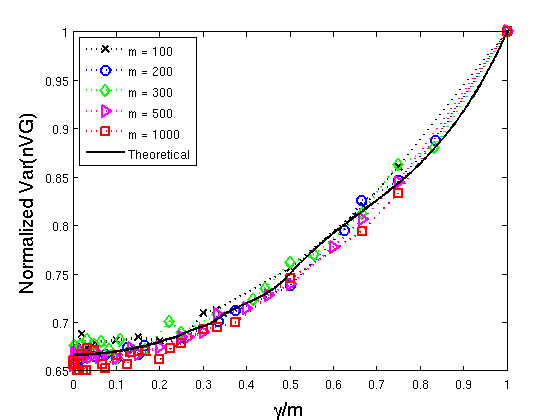 1
0.95
0.9
0.85
0.8
0.75
0.7
0.65
Normalized Var(nVG)
m = 100
m = 200
m = 300
m = 500
m = 1000
Theoretical
0 0.1 0.2 0.3 0.4 0.5 0.6 0.7 0.8 0.9 1
γ/m